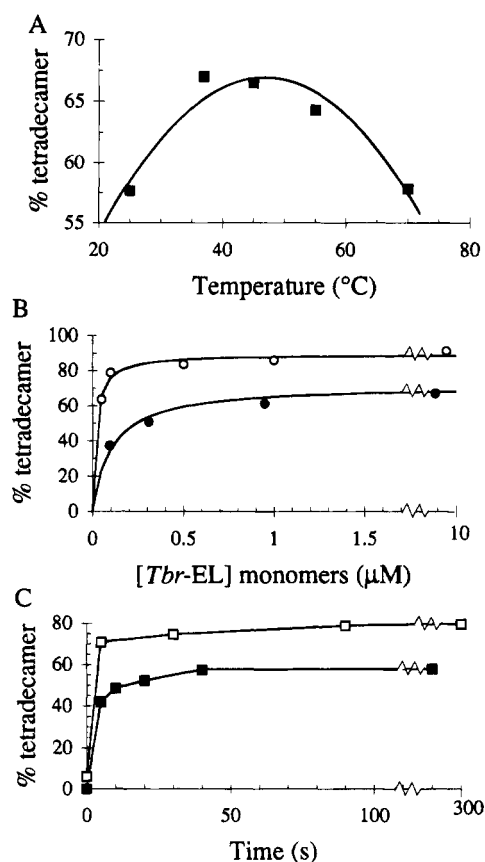 A
70
65
60
55
% tetradecamer
20 40 60 80
Temperature (°C)
B
100
80
60
40
20
0
% tetradecamer
0 0.5 1 1.5 10
[Tbr-EL] monomers (µM)
C
80
60
40
20
0
% tetradecamer
0 50 100 300
Time (s)